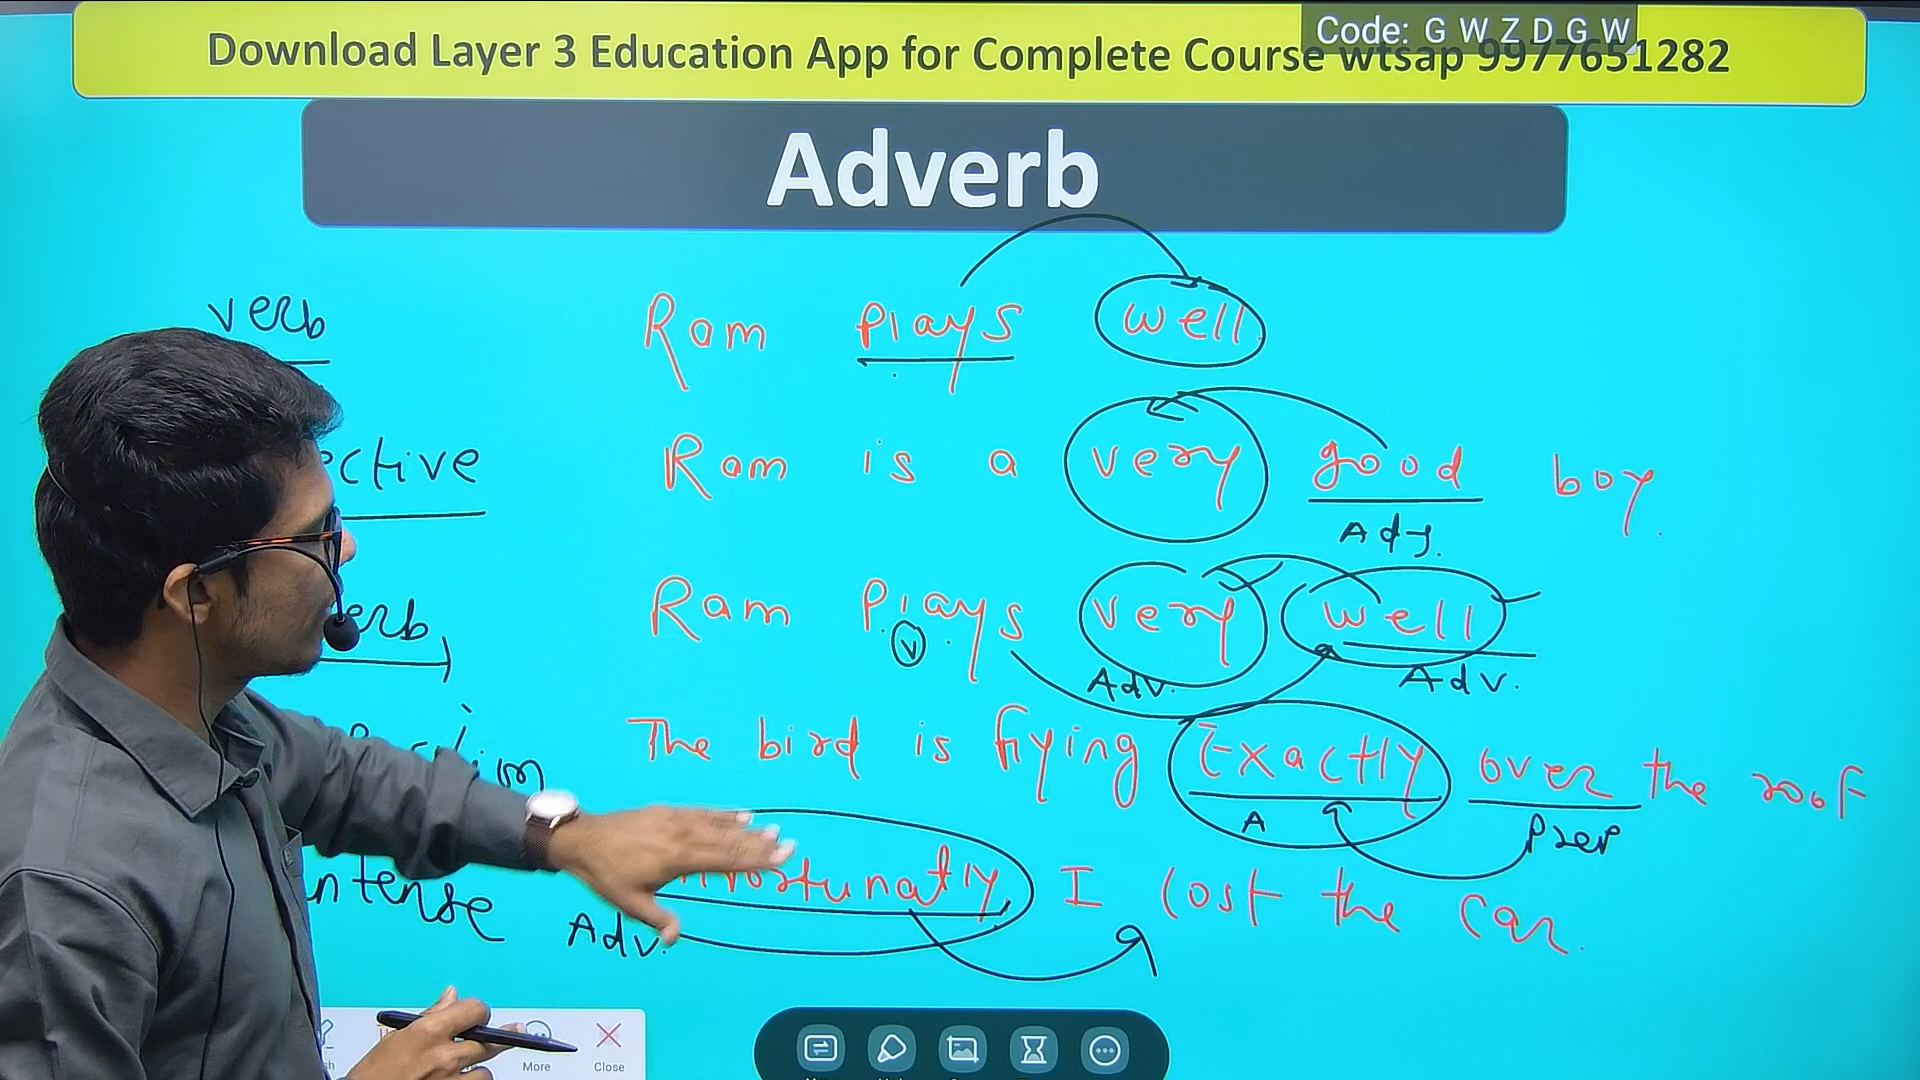 Code: G W Z D G W
Download Layer 3 Education App for Complete Course wtsap 9977651282
Adverb
verb
Ram plays well
ective
Ram is a very good boy.
Adj.
erb
Ram Plays very well
v
Adv. Adv.
The bird is flying Exactly over the roof
A Prep
ntense
Adv.
I lost the car.
More
Close